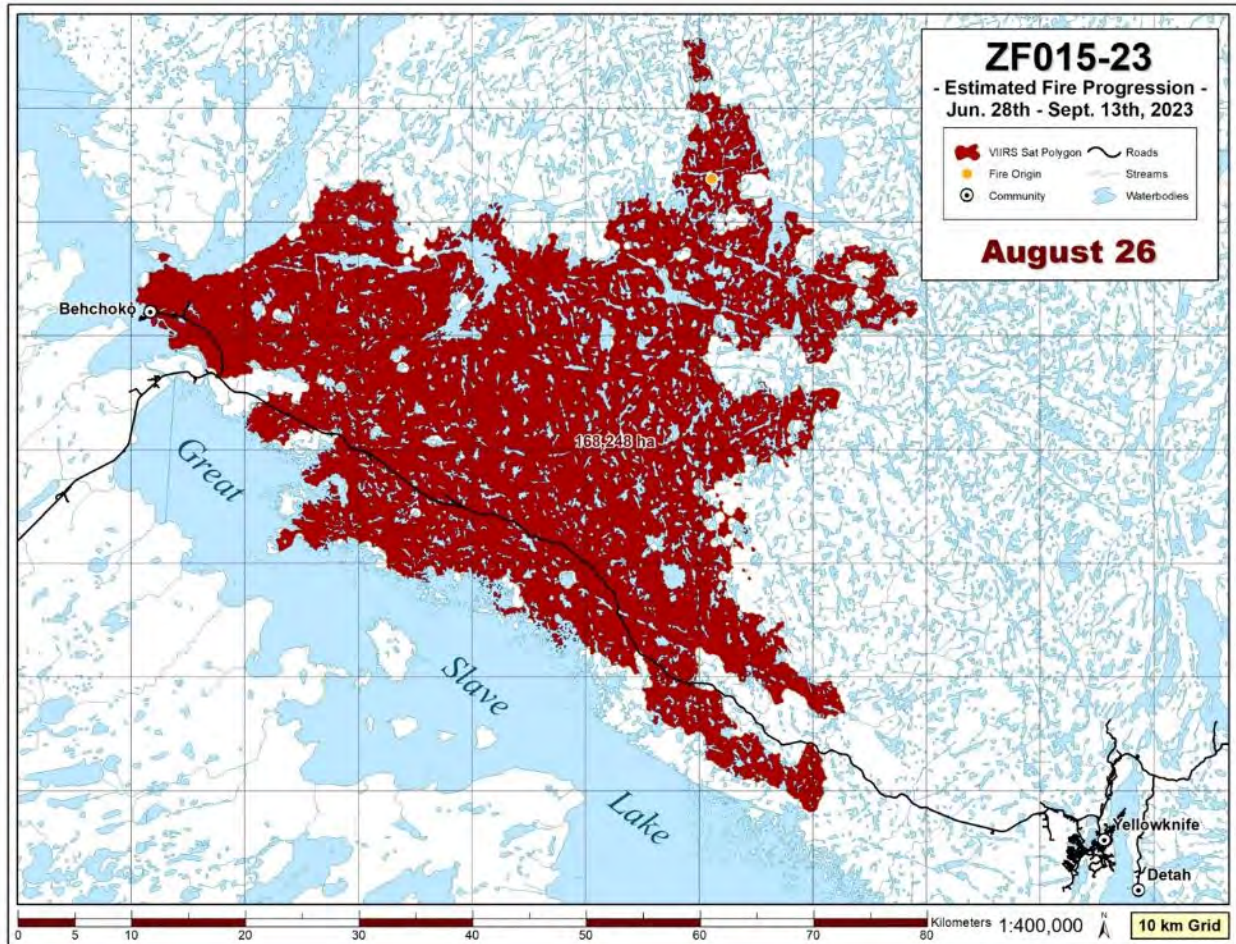 ZF015-23
- Estimated Fire Progression -
Jun. 28th - Sept. 13th, 2023
VIIRS Sat Polygon
Roads
Fire Origin
Streams
Community
Waterbodies
August 26
Behchokò
168,248 ha
Great
Slave
Lake
Yellowknife
Detah
0 10 20 30 40 50 60 70 80
Kilometers 1:400,000
N
10 km Grid